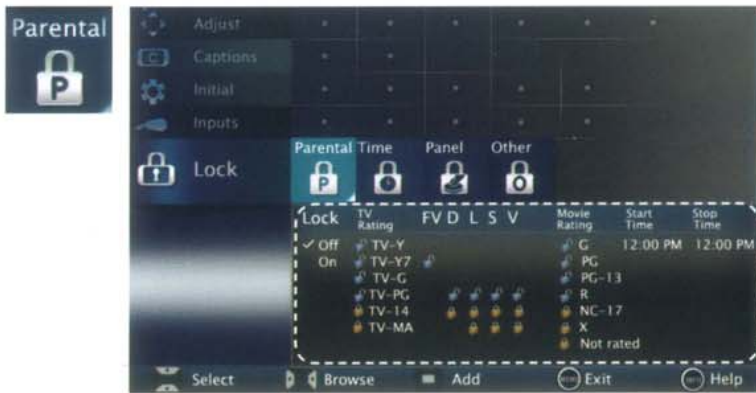 Parental
P
Adjust
C Captions
Initial
Inputs
Lock
Parental Time Panel Other
P O
Lock TV Rating FV D L S V Movie Rating Start Time Stop Time
✓ Off TV-Y G 12:00 PM 12:00 PM
On TV-Y7 PG
TV-G PG-13
TV-PG R
TV-14 NC-17
TV-MA X
Not rated
Select Browse Add Exit Help